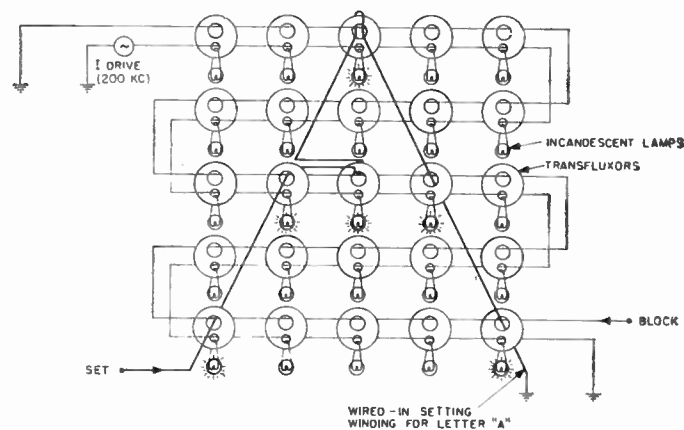 I DRIVE
(200 KC)
INCANDESCENT LAMPS
TRANSFLUXORS
BLOCK
SET
WIRED-IN SETTING
WINDING FOR LETTER "A"